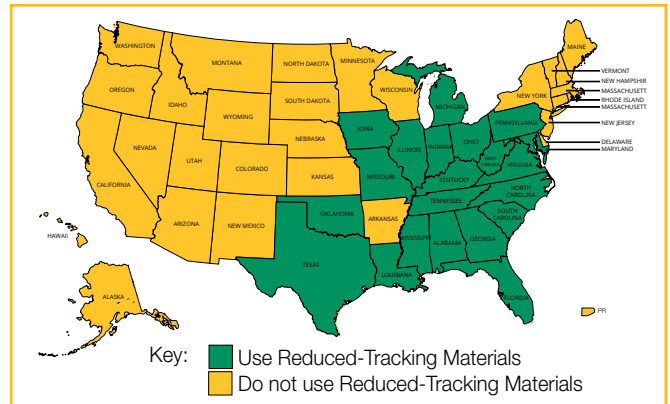 WASHINGTON
MONTANA
NORTH DAKOTA
MINNESOTA
MAINE
OREGON
IDAHO
WYOMING
SOUTH DAKOTA
WISCONSIN
MICHIGAN
NEW YORK
VERMONT
NEW HAMPSHIR
MASSACHUSETT
RHODE ISLAND
MASSACHUSETT
NEW JERSEY
DELAWARE
MARYLAND
NEVADA
UTAH
COLORADO
NEBRASKA
KANSAS
IOWA
ILLINOIS
INDIANA
OHIO
PENNSYLVANIA
WEST
VIRGINIA
VIRGINIA
CALIFORNIA
ARIZONA
NEW MEXICO
OKLAHOMA
MISSOURI
ARKANSAS
KENTUCKY
TENNESSEE
NORTH
CAROLINA
SOUTH
CAROLINA
TEXAS
LOUISIANA
MISSISSIPPI
ALABAMA
GEORGIA
FLORIDA
HAWAII
ALASKA
PR
Key:
Use Reduced-Tracking Materials
Do not use Reduced-Tracking Materials